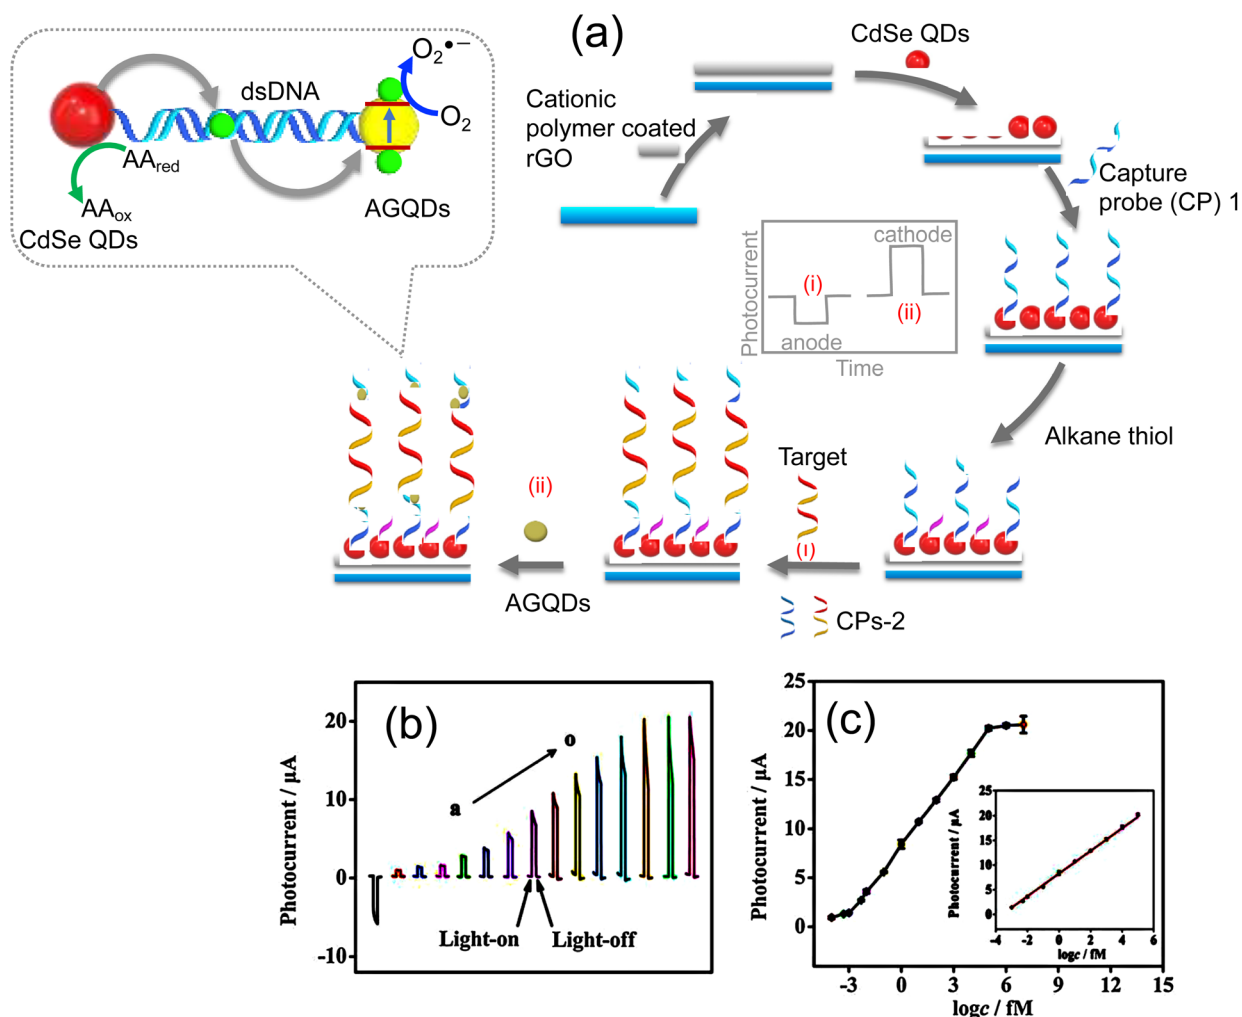 (a)
CdSe QDs
Cationic
polymer coated
rGO
Capture
probe (CP) 1
O₂•−
dsDNA
O₂
AAred
AAox
CdSe QDs
AGQDs
Photocurrent
cathode
(i)
(ii)
anode
Time
Alkane thiol
Target
(ii)
(I)
AGQDs
CPs-2
(b)
Photocurrent / μA
20
10
0
-10
a
o
Light-on
Light-off
(c)
Photocurrent / μA
25
20
15
10
5
0
-3 0 3 6 9 12 15
logc / fM
Photocurrent / μA
25
20
15
10
5
0
-4 -2 0 2 4 6
logc / fM